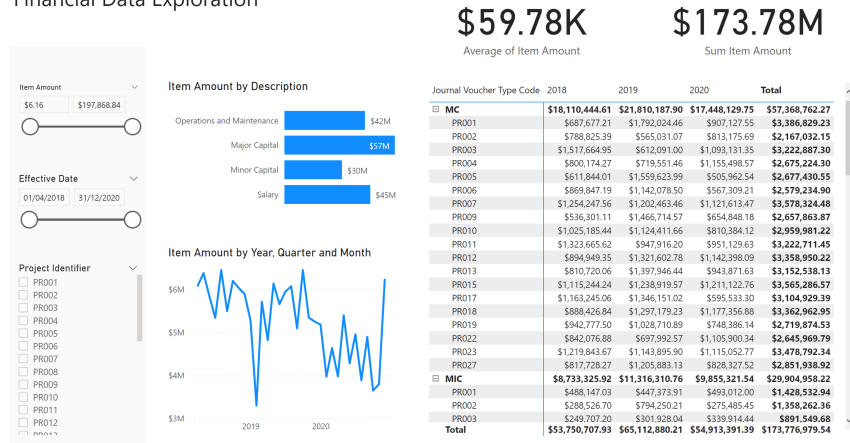 Financial Data Exploration
$59.78K
Average of Item Amount
$173.78M
Sum Item Amount
Item Amount
$6.16 $197,868.84
Effective Date
01/04/2018 31/12/2020
Project Identifier
PR001
PR002
PR003
PR004
PR005
PR006
PR007
PR008
PR009
PR010
PR011
PR012
Item Amount by Description
Operations and Maintenance $42M
Major Capital $57M
Minor Capital $30M
Salary $45M
Item Amount by Year, Quarter and Month
$6M
$5M
$4M
$3M
2019 2020
Journal Voucher Type Code 2018 2019 2020 Total
MC $18,110,444.61 $21,810,187.90 $17,448,129.75 $57,368,762.27
PR001 $687,677.21 $1,792,024.46 $907,127.55 $3,386,829.23
PR002 $788,825.39 $565,031.07 $813,175.69 $2,167,032.15
PR003 $1,517,664.95 $612,091.00 $1,093,131.35 $3,222,887.30
PR004 $800,174.27 $719,551.46 $1,155,498.57 $2,675,224.30
PR005 $611,844.01 $1,559,623.99 $505,962.54 $2,677,430.55
PR006 $869,847.19 $1,142,078.50 $567,309.21 $2,579,234.90
PR007 $1,254,247.56 $1,202,463.46 $1,121,613.47 $3,578,324.48
PR009 $536,301.11 $1,466,714.57 $654,848.18 $2,657,863.87
PR010 $1,025,185.44 $1,124,411.66 $810,384.12 $2,959,981.22
PR011 $1,323,665.62 $947,916.20 $951,129.63 $3,222,711.45
PR012 $894,949.35 $1,321,602.78 $1,142,398.09 $3,358,950.22
PR013 $810,720.06 $1,397,946.44 $943,871.63 $3,152,538.13
PR015 $1,115,244.24 $1,238,919.57 $1,211,122.76 $3,565,286.57
PR017 $1,163,245.06 $1,346,151.02 $595,533.30 $3,104,929.39
PR018 $888,426.84 $1,297,179.23 $1,177,356.88 $3,362,962.95
PR019 $942,777.50 $1,028,710.89 $748,386.14 $2,719,874.53
PR022 $842,076.88 $697,992.57 $1,105,900.34 $2,645,969.79
PR023 $1,219,843.67 $1,143,895.90 $1,115,052.77 $3,478,792.34
PR027 $817,728.27 $1,205,883.13 $828,327.52 $2,851,938.92
MIC $8,733,325.92 $11,316,310.76 $9,855,321.54 $29,904,958.22
PR001 $488,147.03 $447,373.91 $493,012.00 $1,428,532.94
PR002 $288,526.70 $794,250.21 $275,485.45 $1,358,262.36
PR003 $249,707.20 $301,928.04 $339,914.44 $891,549.68
Total $53,750,707.93 $65,112,880.21 $54,913,391.39 $173,776,979.54